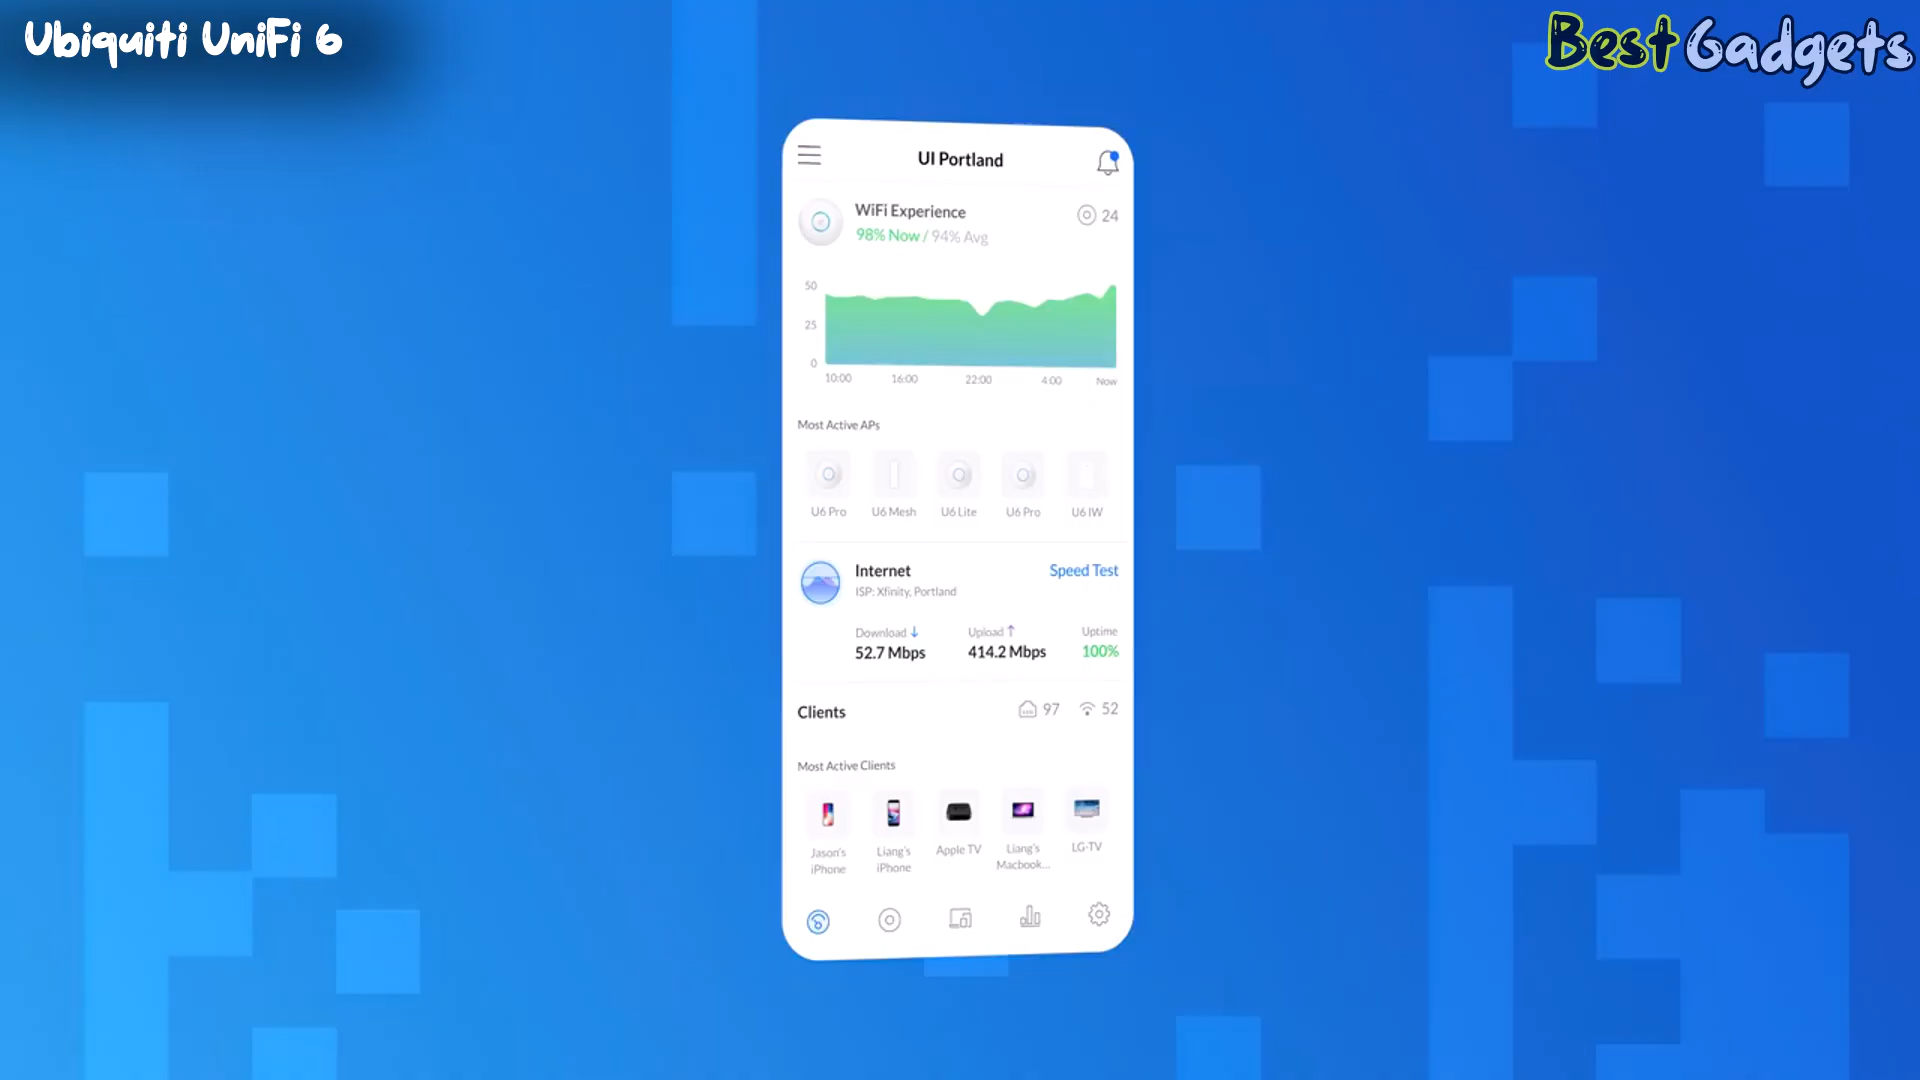 Ubiquiti UniFi 6
Best Gadgets
UI Portland
WiFi Experience
24
98% Now / 94% Avg
50
25
0
10:00 16:00 22:00 4:00 Now
Most Active APs
U6 Pro U6 Mesh U6 Lite U6 Pro U6 IW
Internet
Speed Test
ISP: Xfinity, Portland
Download ↓ Upload ↑ Uptime
52.7 Mbps 414.2 Mbps 100%
Clients
97 52
Most Active Clients
Jason's iPhone
Liang's iPhone
Apple TV
Liang's Macbook...
LG-TV